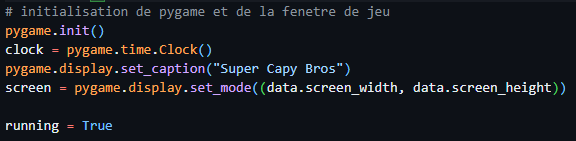 # initialisation de pygame et de la fenetre de jeu
pygame.init()
clock = pygame.time.Clock()
pygame.display.set_caption("Super Capy Bros")
screen = pygame.display.set_mode((data.screen_width, data.screen_height))
running = True